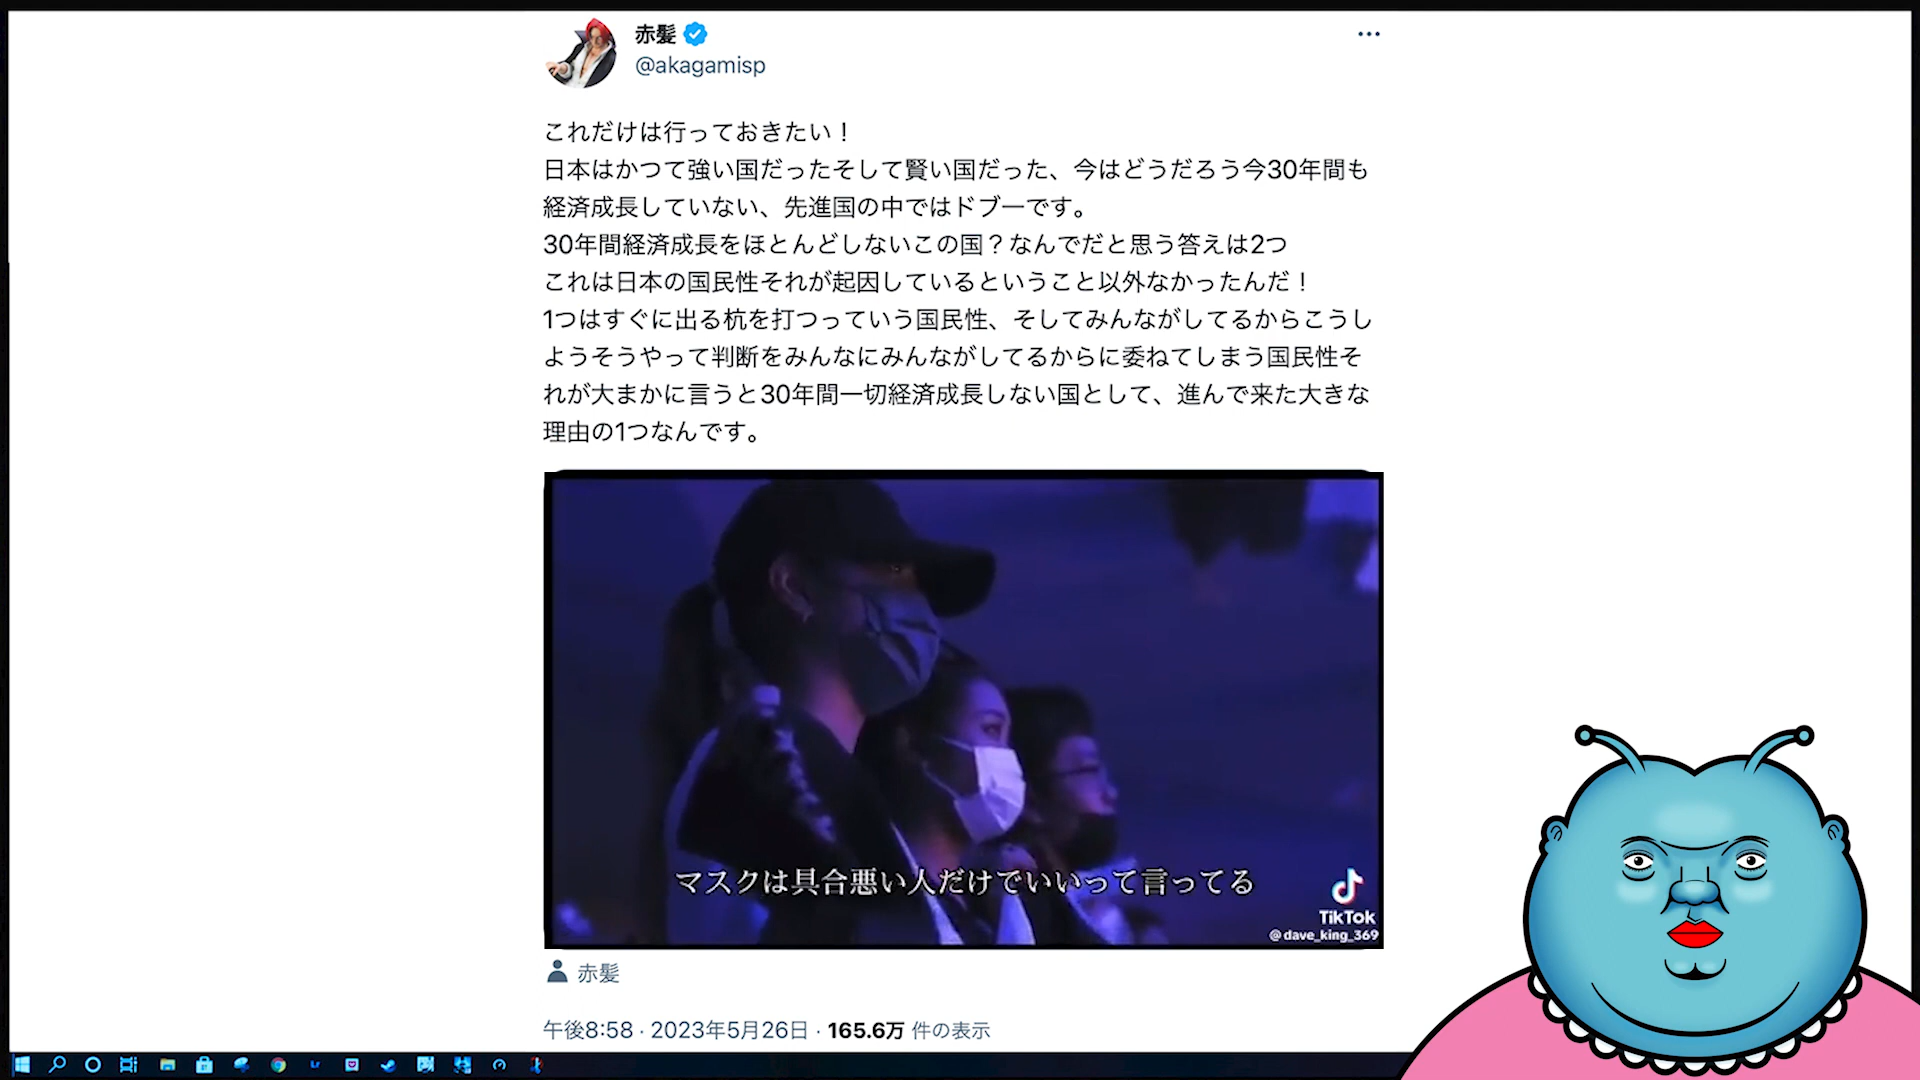 赤髪
@akagamisp
これだけは行っておきたい！
日本はかつて強い国だったそして賢い国だった、今はどうだろう今30年間も
経済成長していない、先進国の中ではドブーです。
30年間経済成長をほとんどしないこの国？なんでだと思う答えは2つ
これは日本の国民性それが起因しているということ以外なかったんだ！
1つはすぐに出る杭を打つっていう国民性、そしてみんながしてるからこうし
ようそうやって判断をみんなにみんながしてるからに委ねてしまう国民性そ
れが大まかに言うと30年間一切経済成長しない国として、進んで来た大きな
理由の1つなんです。
マスクは具合悪い人だけでいいって言ってる
TikTok
@dave_king_369
赤髪
午後8:58 · 2023年5月26日 · 165.6万 件の表示